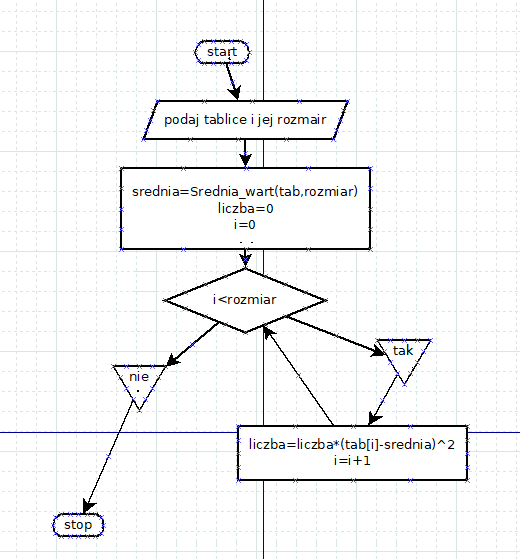 start
podaj tablice i jej rozmair
srednia=Srednia_wart(tab,rozmiar)
liczba=0
i=0
i<rozmiar
tak
nie
liczba=liczba*(tab[i]-srednia)^2
i=i+1
stop